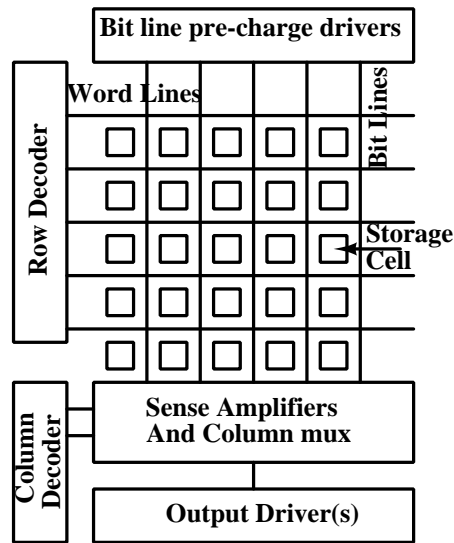 Bit line pre-charge drivers
Word Lines
Row Decoder
Bit Lines
Storage
Cell
Column
Decoder
Sense Amplifiers
And Column mux
Output Driver(s)